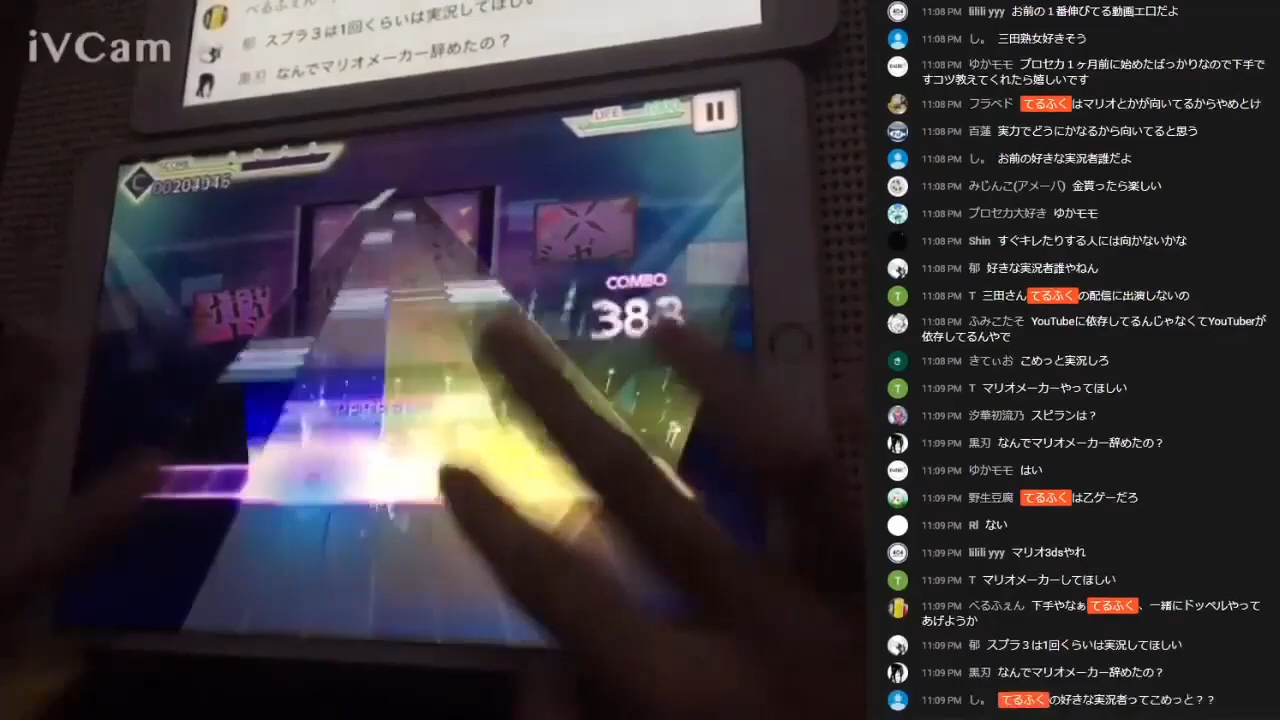 iVCam
べるふぇん
郁 スプラ3は1回くらいは実況してほしい
黒刃 なんでマリオメーカー辞めたの？
LIFE
SCORE
C
COMBO
388
11:08 PM lilili yyy お前の１番伸びてる動画エロだよ
11:08 PM し。 三田熟女好きそう
11:08 PM ゆかモモ プロセカ１ヶ月前に始めたばっかりなので下手で
すコツ教えてくれたら嬉しいです
11:08 PM フラベド てるふくはマリオとかが向いてるからやめとけ
11:08 PM 百蓮 実力でどうにかなるから向いてると思う
11:08 PM し。 お前の好きな実況者誰だよ
11:08 PM みじんこ(アメーバ) 金貰ったら楽しい
11:08 PM プロセカ大好き ゆかモモ
11:08 PM Shin すぐキレたりする人には向かないかな
11:08 PM 郁 好きな実況者誰やねん
T 11:08 PM T 三田さんてるふくの配信に出演しないの
11:08 PM ふみこたそ YouTubeに依存してるんじゃなくてYouTuberが
依存してるんやで
き 11:08 PM きてぃお こめっと実況しろ
T 11:09 PM T マリオメーカーやってほしい
11:09 PM 汐華初流乃 スピランは？
11:09 PM 黒刃 なんでマリオメーカー辞めたの？
11:09 PM ゆかモモ はい
11:09 PM 野生豆腐 てるふくは乙ゲーだろ
11:09 PM Rl ない
404 11:09 PM lilili yyy マリオ3dsやれ
T 11:09 PM T マリオメーカーしてほしい
11:09 PM べるふぇん 下手やなぁてるふく、一緒にドッペルやって
あげようか
11:09 PM 郁 スプラ３は1回くらいは実況してほしい
11:09 PM 黒刃 なんでマリオメーカー辞めたの？
11:09 PM し。 てるふくの好きな実況者ってこめっと？？